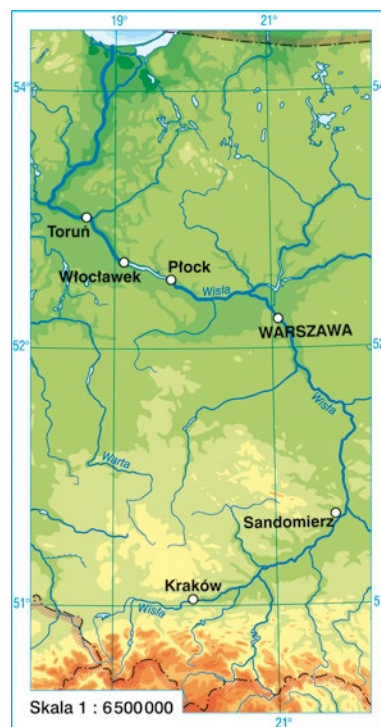 19° 21°
54° 54
Toruń
Włocławek
Płock
Wisła
WARSZAWA
52° 52
Wisła
Warta
Sandomierz
Kraków
51° 51
Wisła
21°
Skala 1 : 6500000